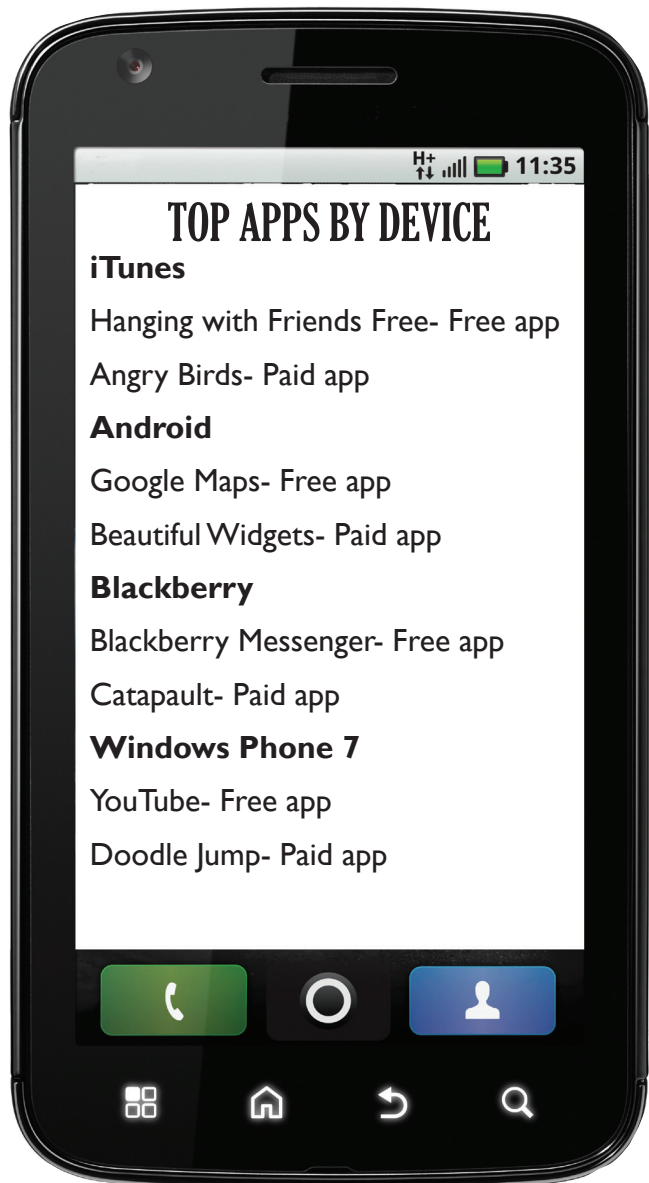 H+ 11:35
TOP APPS BY DEVICE
iTunes
Hanging with Friends Free- Free app
Angry Birds- Paid app
Android
Google Maps- Free app
Beautiful Widgets- Paid app
Blackberry
Blackberry Messenger- Free app
Catapault- Paid app
Windows Phone 7
YouTube- Free app
Doodle Jump- Paid app